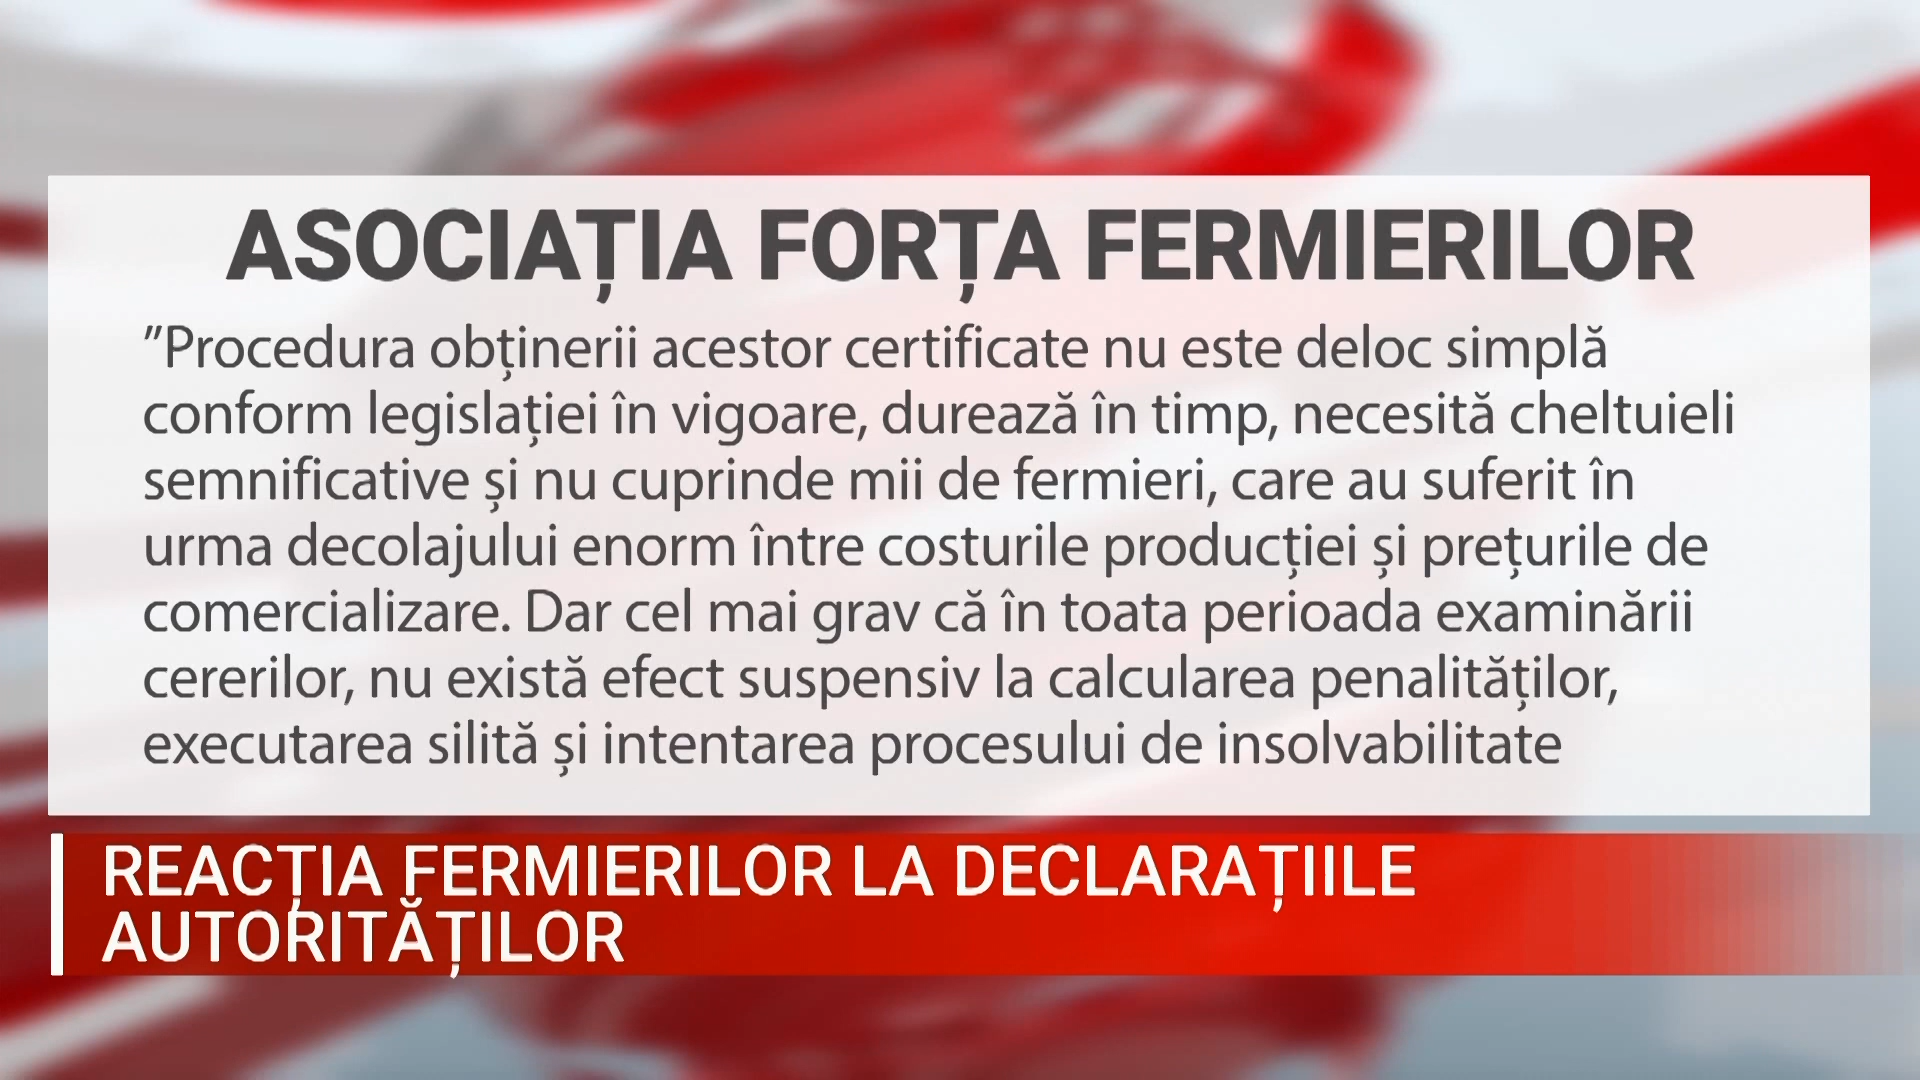 ASOCIAȚIA FORȚA FERMIERILOR
”Procedura obținerii acestor certificate nu este deloc simplă
conform legislației în vigoare, durează în timp, necesită cheltuieli
semnificative și nu cuprinde mii de fermieri, care au suferit în
urma decolajului enorm între costurile producției și prețurile de
comercializare. Dar cel mai grav că în toata perioada examinării
cererilor, nu există efect suspensiv la calcularea penalităților,
executarea silită și intentarea procesului de insolvabilitate
REACȚIA FERMIERILOR LA DECLARAȚIILE
AUTORITĂȚILOR